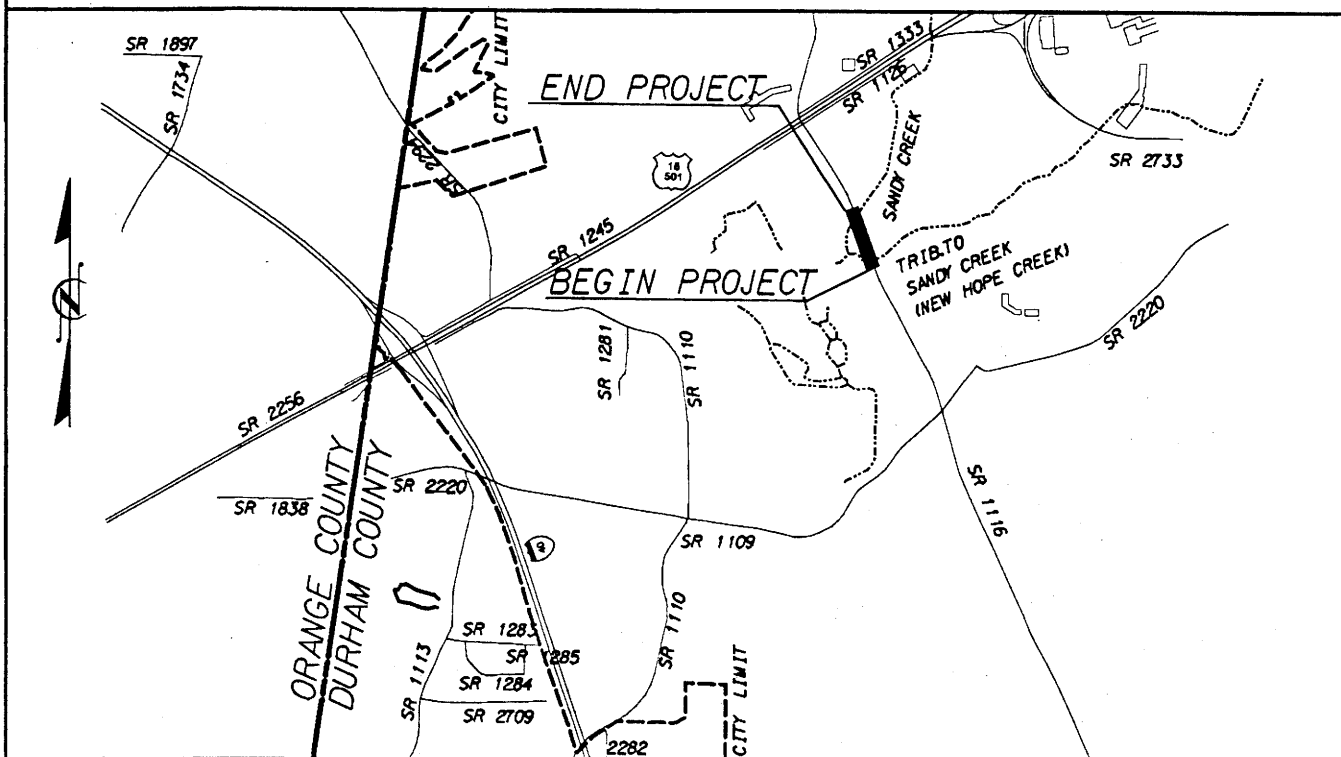 SR 1897
SR 1734
CITY LIMIT
END PROJECT
SR 1333
SR 1126
SR 2733
SR 2294
15
501
SANDY CREEK
SR 1245
TRIB.TO
SANDY CREEK
(NEW HOPE CREEK)
BEGIN PROJECT
SR 2220
SR 1281
SR 1110
SR 2256
SR 1838
SR 2220
ORANGE COUNTY
DURHAM COUNTY
40
SR 1109
SR 1116
SR 1110
SR 1283
SR 1285
SR 1284
SR 1113
SR 2709
CITY LIMIT
2282